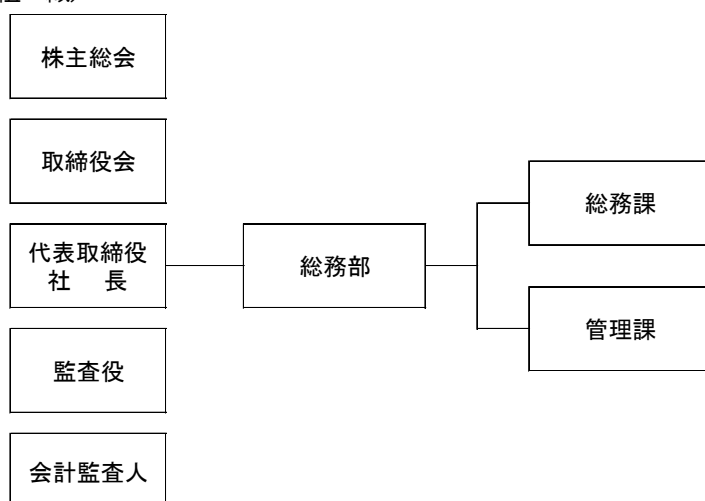 株主総会
取締役会
代表取締役
社　長
総務部
総務課
管理課
監査役
会計監査人